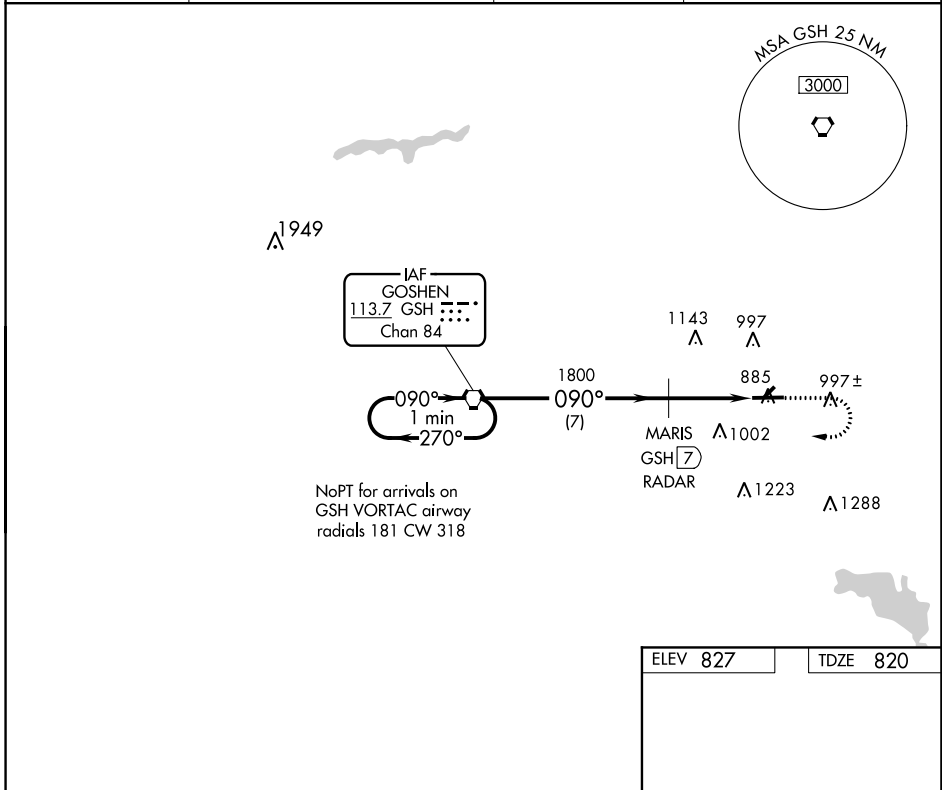 MSA GSH 25 NM
3000
1949
IAF
GOSHEN
113.7 GSH
Chan 84
1143
997
1800
885
997±
090°
090°
1 min
(7)
270°
MARIS
1002
GSH 7
RADAR
1223
1288
NoPT for arrivals on
GSH VORTAC airway
radials 181 CW 318
ELEV 827
TDZE 820